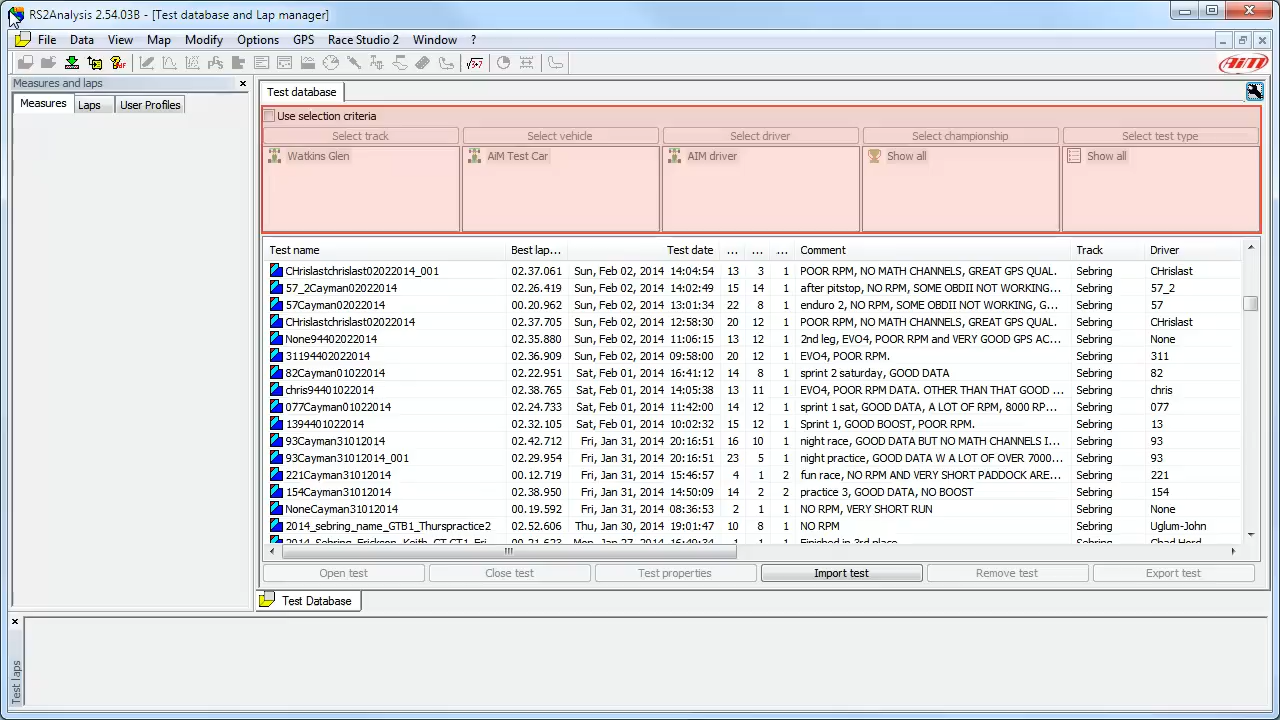 RS2Analysis 2.54.03B - [Test database and Lap manager]
File Data View Map Modify Options GPS Race Studio 2 Window ?
AiM
Measures and laps
Measures Laps User Profiles
Test database
Use selection criteria
Select track Select vehicle Select driver Select championship Select test type
Watkins Glen AiM Test Car AIM driver Show all Show all
Test name Best lap... Test date ... ... ... Comment Track Driver
CHrislastchrislast02022014_001 02.37.061 Sun, Feb 02, 2014 14:04:54 13 3 1 POOR RPM, NO MATH CHANNELS, GREAT GPS QUAL. Sebring CHrislast
57_2Cayman02022014 02.26.419 Sun, Feb 02, 2014 14:02:49 15 14 1 after pitstop, NO RPM, SOME OBDII NOT WORKING, ... Sebring 57_2
57Cayman02022014 00.20.962 Sun, Feb 02, 2014 13:01:34 22 8 1 enduro 2, NO RPM, SOME OBDII NOT WORKING, G... Sebring 57
CHrislastchrislast02022014 02.37.705 Sun, Feb 02, 2014 12:58:30 20 12 1 POOR RPM, NO MATH CHANNELS, GREAT GPS QUAL. Sebring CHrislast
None94402022014 02.35.880 Sun, Feb 02, 2014 11:06:15 13 12 1 2nd leg, EVO4, POOR RPM and VERY GOOD GPS AC... Sebring None
31194402022014 02.36.909 Sun, Feb 02, 2014 09:58:00 20 12 1 EVO4, POOR RPM. Sebring 311
82Cayman01022014 02.22.951 Sat, Feb 01, 2014 16:41:12 14 8 1 sprint 2 saturday, GOOD DATA Sebring 82
chris94401022014 02.38.765 Sat, Feb 01, 2014 14:05:38 13 11 1 EVO4, POOR RPM DATA. OTHER THAN THAT GOOD ... Sebring chris
077Cayman01022014 02.24.733 Sat, Feb 01, 2014 11:42:00 14 12 1 sprint 1 sat, GOOD DATA, A LOT OF RPM, 8000 RP... Sebring 077
1394401022014 02.32.105 Sat, Feb 01, 2014 10:02:32 15 12 1 Sprint 1, GOOD BOOST, POOR RPM. Sebring 13
93Cayman31012014 02.42.712 Fri, Jan 31, 2014 20:16:51 16 10 1 night race, GOOD DATA BUT NO MATH CHANNELS I... Sebring 93
93Cayman31012014_001 02.29.954 Fri, Jan 31, 2014 20:16:51 23 5 1 night practice, GOOD DATA W A LOT OF OVER 7000... Sebring 93
221Cayman31012014 00.12.719 Fri, Jan 31, 2014 15:46:57 4 1 2 fun race, NO RPM AND VERY SHORT PADDOCK ARE... Sebring 221
154Cayman31012014 02.38.950 Fri, Jan 31, 2014 14:50:09 14 2 2 practice 3, GOOD DATA, NO BOOST Sebring 154
NoneCayman31012014 00.19.592 Fri, Jan 31, 2014 08:36:53 2 1 1 NO RPM, VERY SHORT RUN Sebring None
2014_sebring_name_GTB1_Thurspractice2 02.52.606 Thu, Jan 30, 2014 19:01:47 10 8 1 NO RPM Sebring Uglum-John
2014_Sebring_Erickson_Keith_GT_GT1_Fri... 00.21.623 Mon, Jan 27, 2014 16:49:34 1 1 1 Finished in 3rd place Sebring Chad Herd
Open test Close test Test properties Import test Remove test Export test
Test Database
Test laps